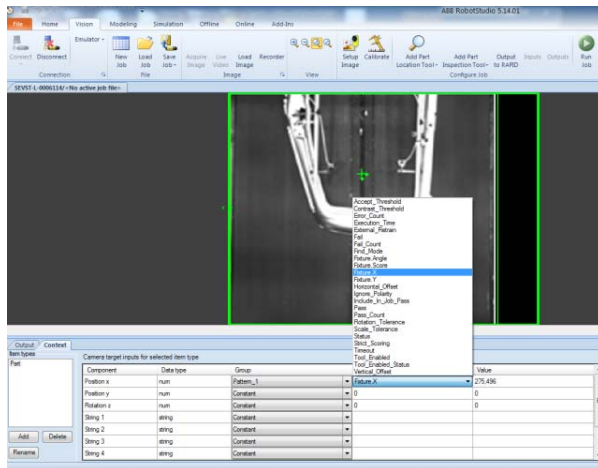 ABB RobotStudio 5.14.01
File Home Vision Modeling Simulation Offline Online Add-Ins
Connect Disconnect
Emulator
New Job
Load Job
Save Job
Acquire Image
Live Video
Load Image
Recorder
Setup Image
Calibrate
Add Part Location Tool
Add Part Inspection Tool
Output to RAPID
Inputs Outputs
Run Job
Connection File Image View Configure Job
SEVST-L-0006114/<No active job file>
Accept_Threshold
Contrast_Threshold
Error_Count
Execution_Time
External_Retrain
Fail
Fail_Count
Find_Mode
Fixture.Angle
Fixture.Score
Fixture.X
Fixture.Y
Horizontal_Offset
Ignore_Polarity
Include_In_Job_Pass
Pass
Pass_Count
Rotation_Tolerance
Scale_Tolerance
Status
Strict_Scoring
Timeout
Tool_Enabled
Tool_Enabled_Status
Vertical_Offset
Output Context
Item types
Part
Add Delete
Rename
Camera target inputs for selected item type
Component Data type Group Value
Position x num Pattern_1 Fixture.X 275,496
Position y num Constant 0 0
Rotation z num Constant 0 0
String 1 string Constant
String 2 string Constant
String 3 string Constant
String 4 string Constant